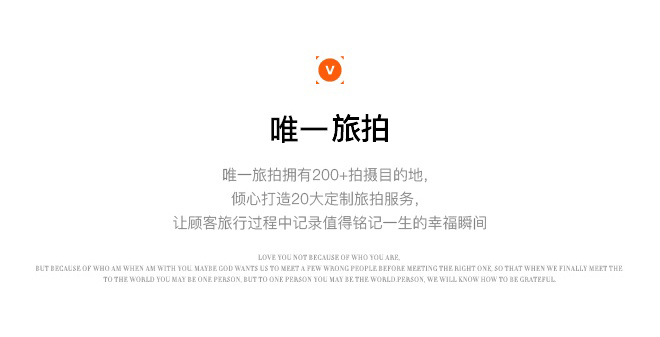 V
唯一旅拍
唯一旅拍拥有200+拍摄目的地,
倾心打造20大定制旅拍服务,
让顾客旅行过程中记录值得铭记一生的幸福瞬间
LOVE YOU NOT BECAUSE OF WHO YOU ARE,
BUT BECAUSE OF WHO AM WHEN AM WITH YOU. MAYBE GOD WANTS US TO MEET A FEW WRONG PEOPLE BEFORE MEETING THE RIGHT ONE, SO THAT WHEN WE FINALLY MEET THE
TO THE WORLD YOU MAY BE ONE PERSON, BUT TO ONE PERSON YOU MAY BE THE WORLD.PERSON, WE WILL KNOW HOW TO BE GRATEFUL.